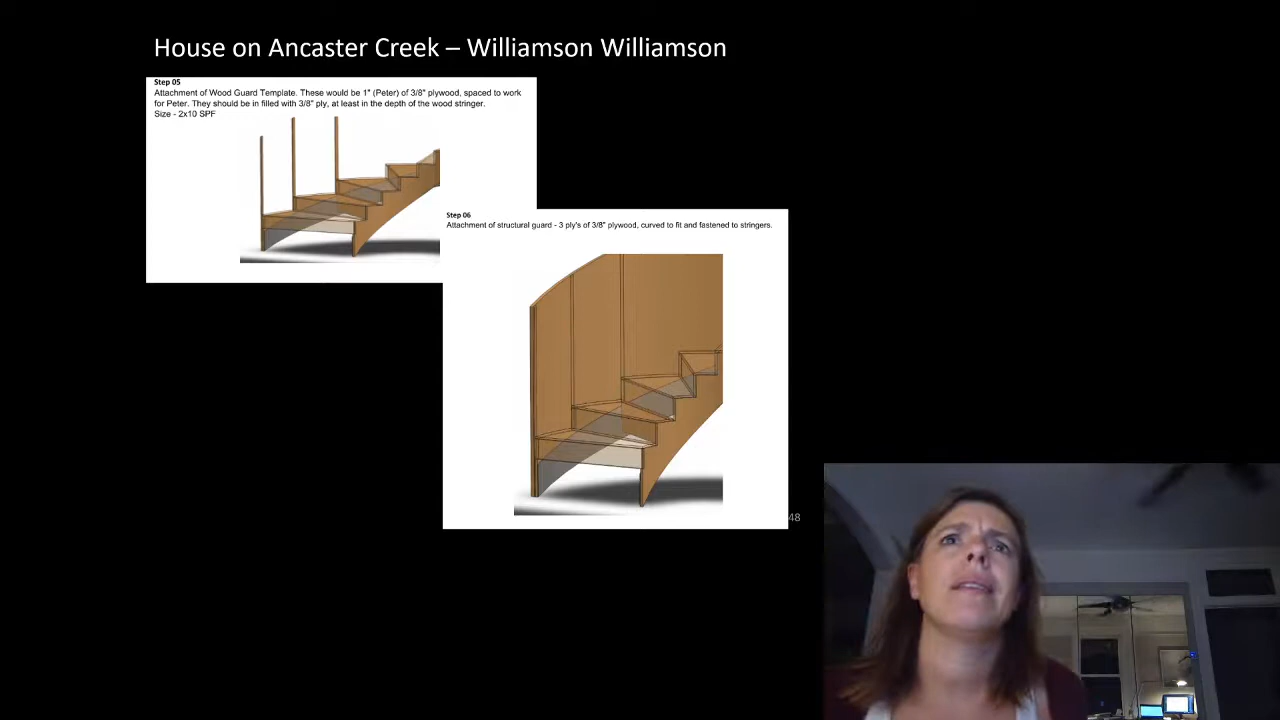 House on Ancaster Creek – Williamson Williamson
Step 05
Attachment of Wood Guard Template. These would be 1" (Peter) of 3/8" plywood, spaced to work
for Peter. They should be in filled with 3/8" ply, at least in the depth of the wood stringer.
Size - 2x10 SPF
Step 06
Attachment of structural guard - 3 ply's of 3/8" plywood, curved to fit and fastened to stringers.
48